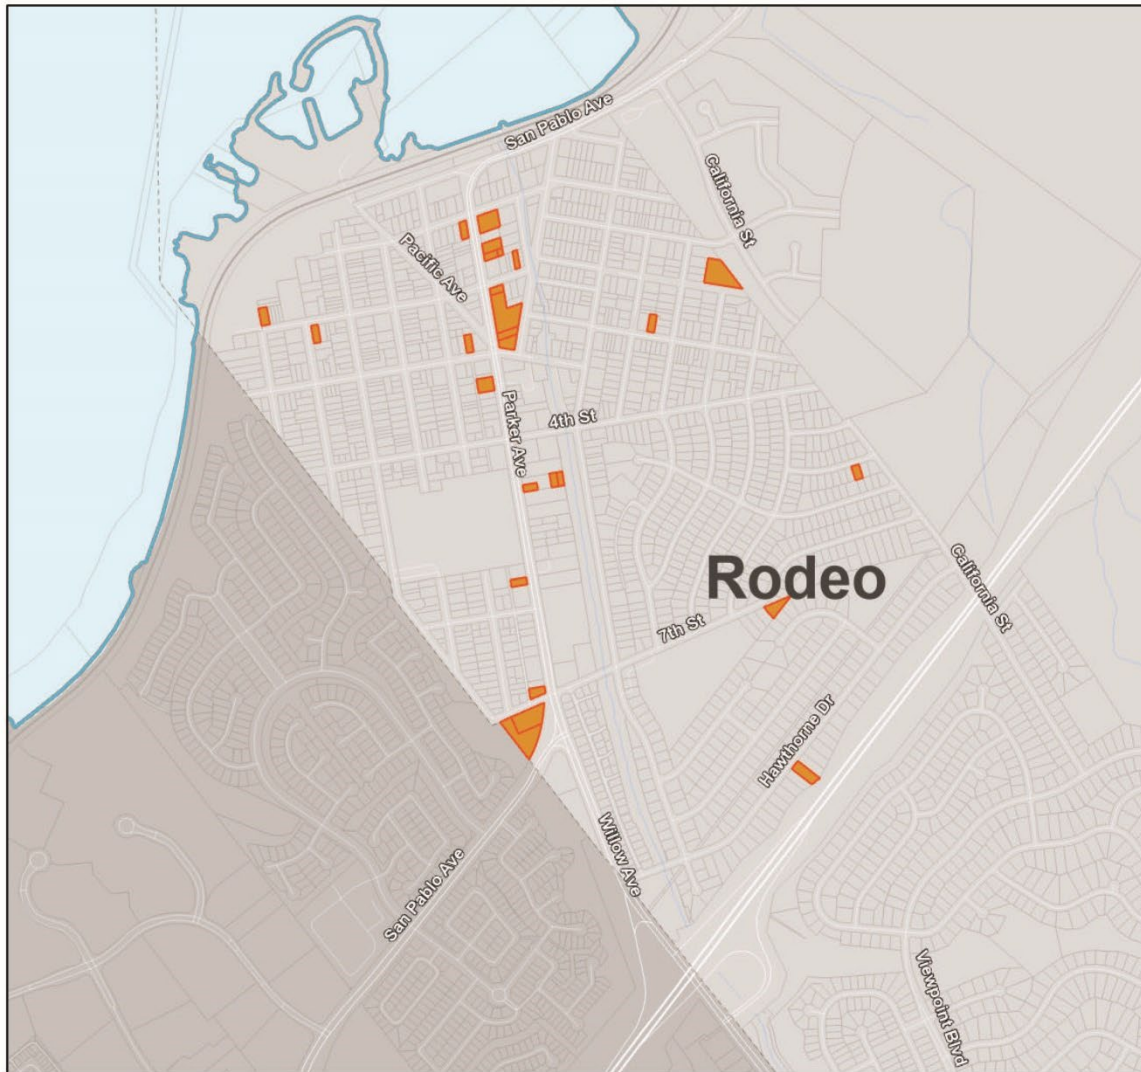 San Pablo Ave
California St
Pacific Ave
Parker Ave
4th St
Rodeo
California St
7th St
Hawthorne Dr
Willow Ave
San Pablo Ave
Viewpoint Blvd